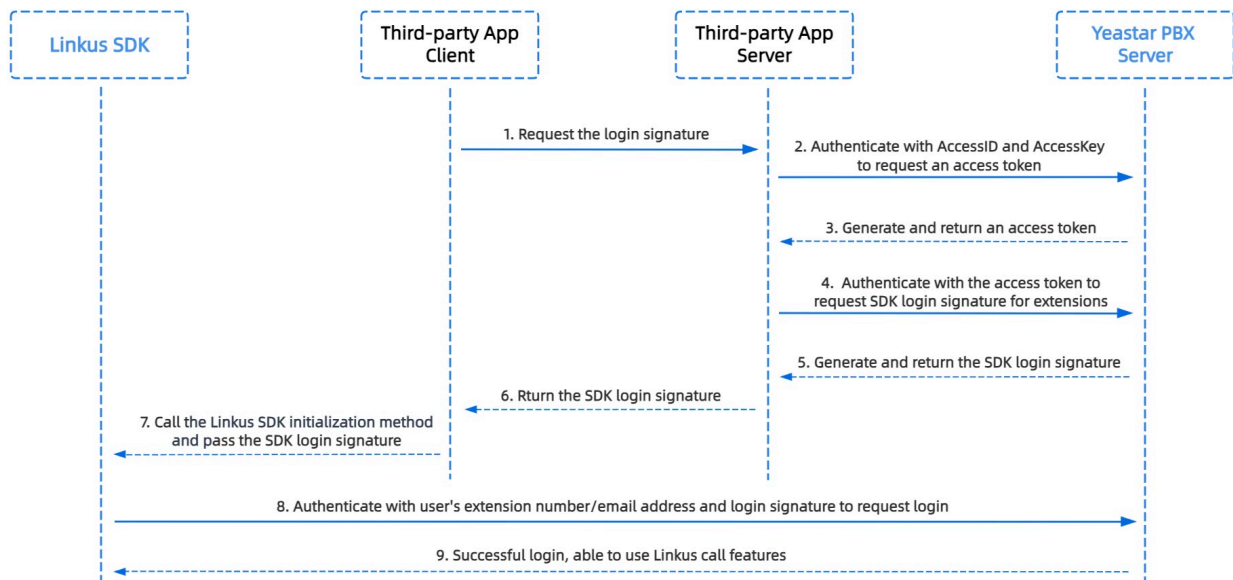 Linkus SDK
Third-party App
Client
Third-party App
Server
Yeastar PBX
Server
1. Request the login signature
2. Authenticate with AccessID and AccessKey
to request an access token
3. Generate and return an access token
4. Authenticate with the access token to
request SDK login signature for extensions
5. Generate and return the SDK login signature
6. Rturn the SDK login signature
7. Call the Linkus SDK initialization method
and pass the SDK login signature
8. Authenticate with user's extension number/email address and login signature to request login
9. Successful login, able to use Linkus call features